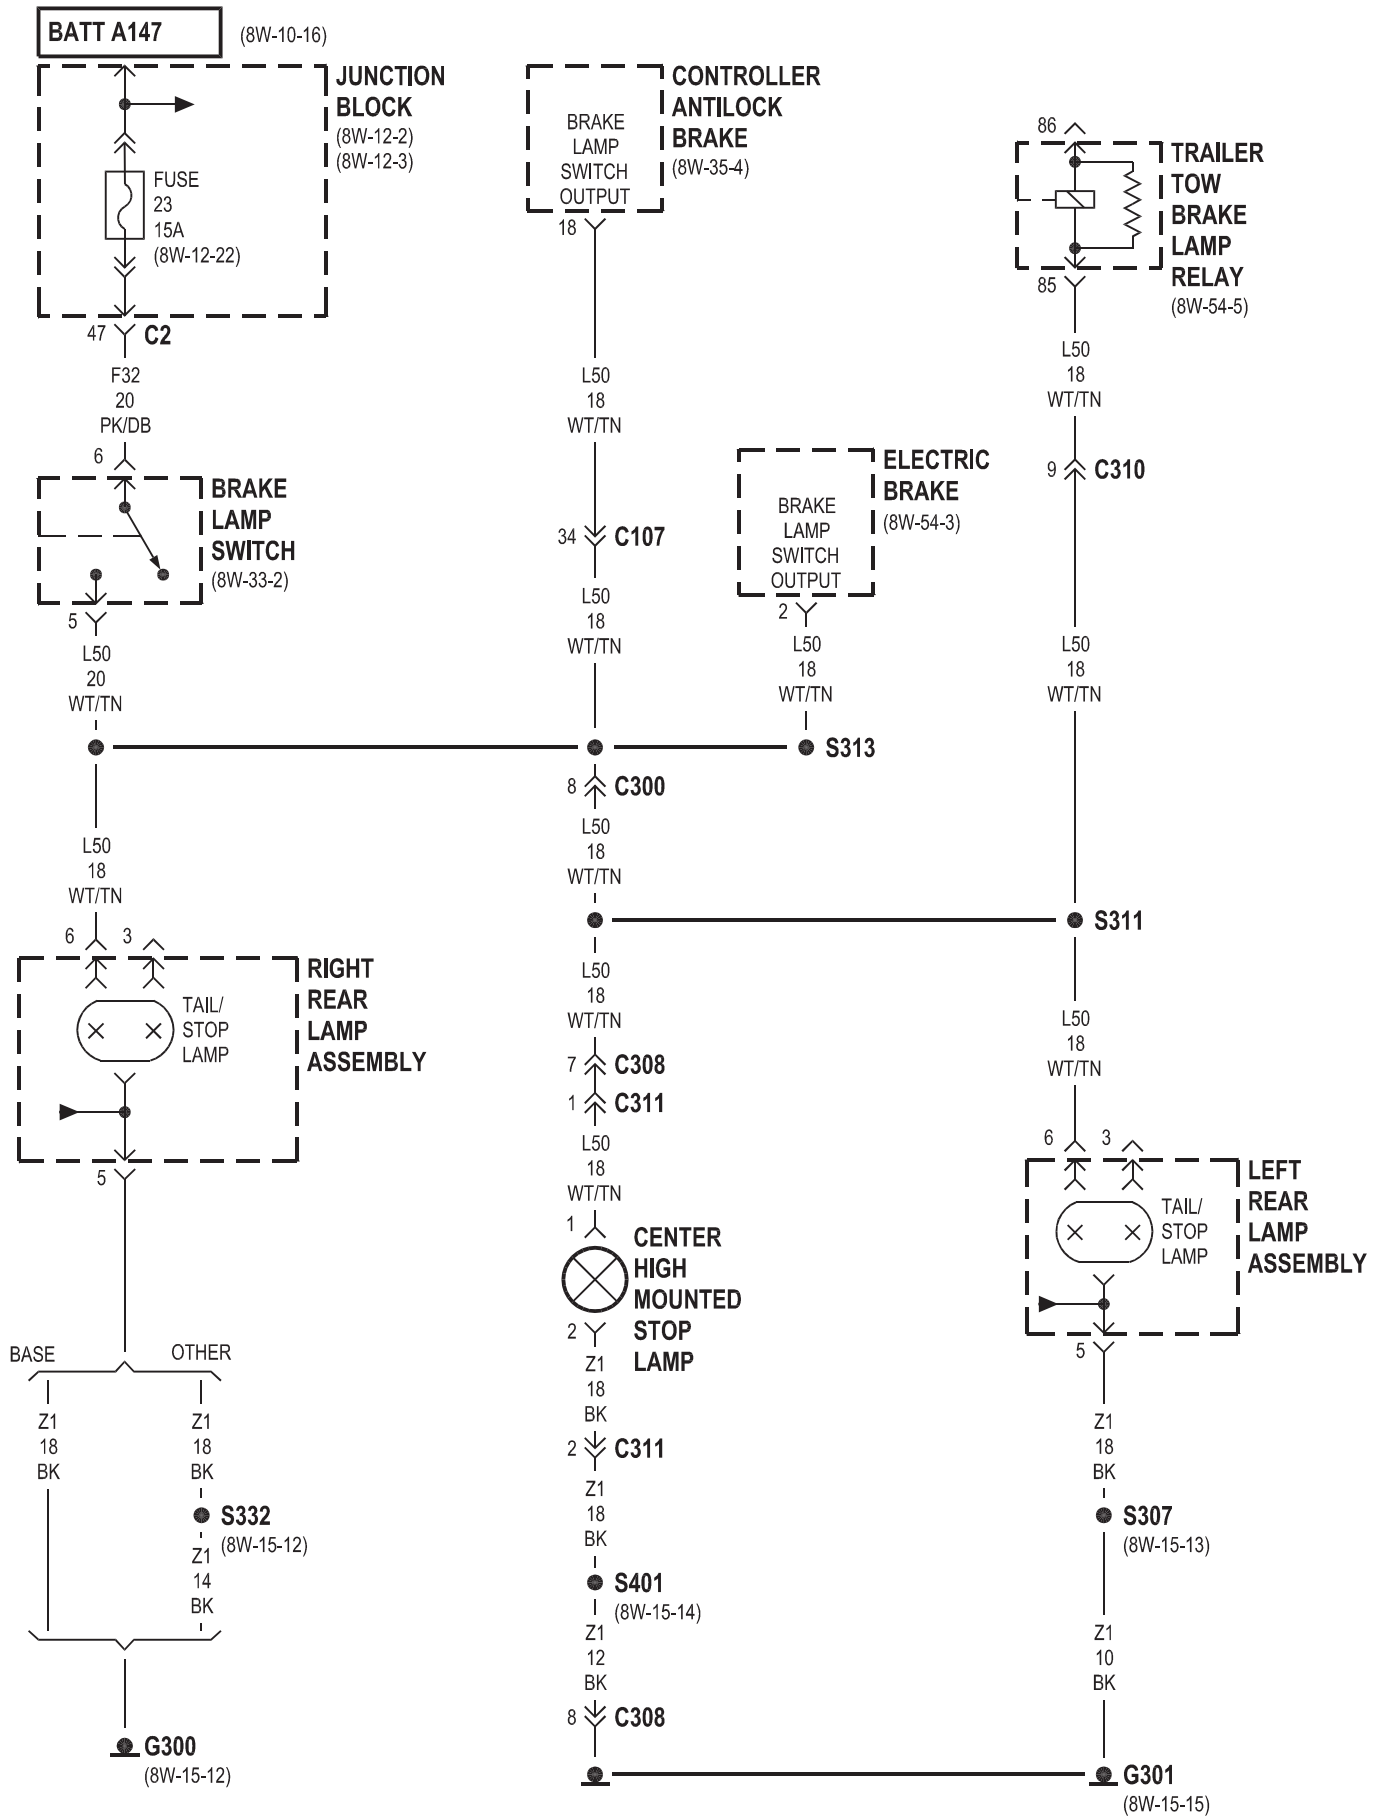 BATT A147
(8W-10-16)
JUNCTION
BLOCK
(8W-12-2)
(8W-12-3)
FUSE
23
15A
(8W-12-22)
47
C2
F32
20
PK/DB
6
BRAKE
LAMP
SWITCH
(8W-33-2)
5
L50
20
WT/TN
L50
18
WT/TN
6
3
RIGHT
REAR
LAMP
ASSEMBLY
TAIL/
STOP
LAMP
5
BASE
OTHER
Z1
18
BK
Z1
18
BK
S332
(8W-15-12)
Z1
14
BK
G300
(8W-15-12)
CONTROLLER
ANTILOCK
BRAKE
(8W-35-4)
BRAKE
LAMP
SWITCH
OUTPUT
18
L50
18
WT/TN
34
C107
L50
18
WT/TN
ELECTRIC
BRAKE
(8W-54-3)
BRAKE
LAMP
SWITCH
OUTPUT
2
L50
18
WT/TN
S313
8
C300
L50
18
WT/TN
L50
18
WT/TN
7
C308
1
C311
L50
18
WT/TN
1
CENTER
HIGH
MOUNTED
STOP
LAMP
2
Z1
18
BK
2
C311
Z1
18
BK
S401
(8W-15-14)
Z1
12
BK
8
C308
86
TRAILER
TOW
BRAKE
LAMP
RELAY
(8W-54-5)
85
L50
18
WT/TN
9
C310
L50
18
WT/TN
S311
L50
18
WT/TN
6
3
LEFT
REAR
LAMP
ASSEMBLY
TAIL/
STOP
LAMP
5
Z1
18
BK
S307
(8W-15-13)
Z1
10
BK
G301
(8W-15-15)